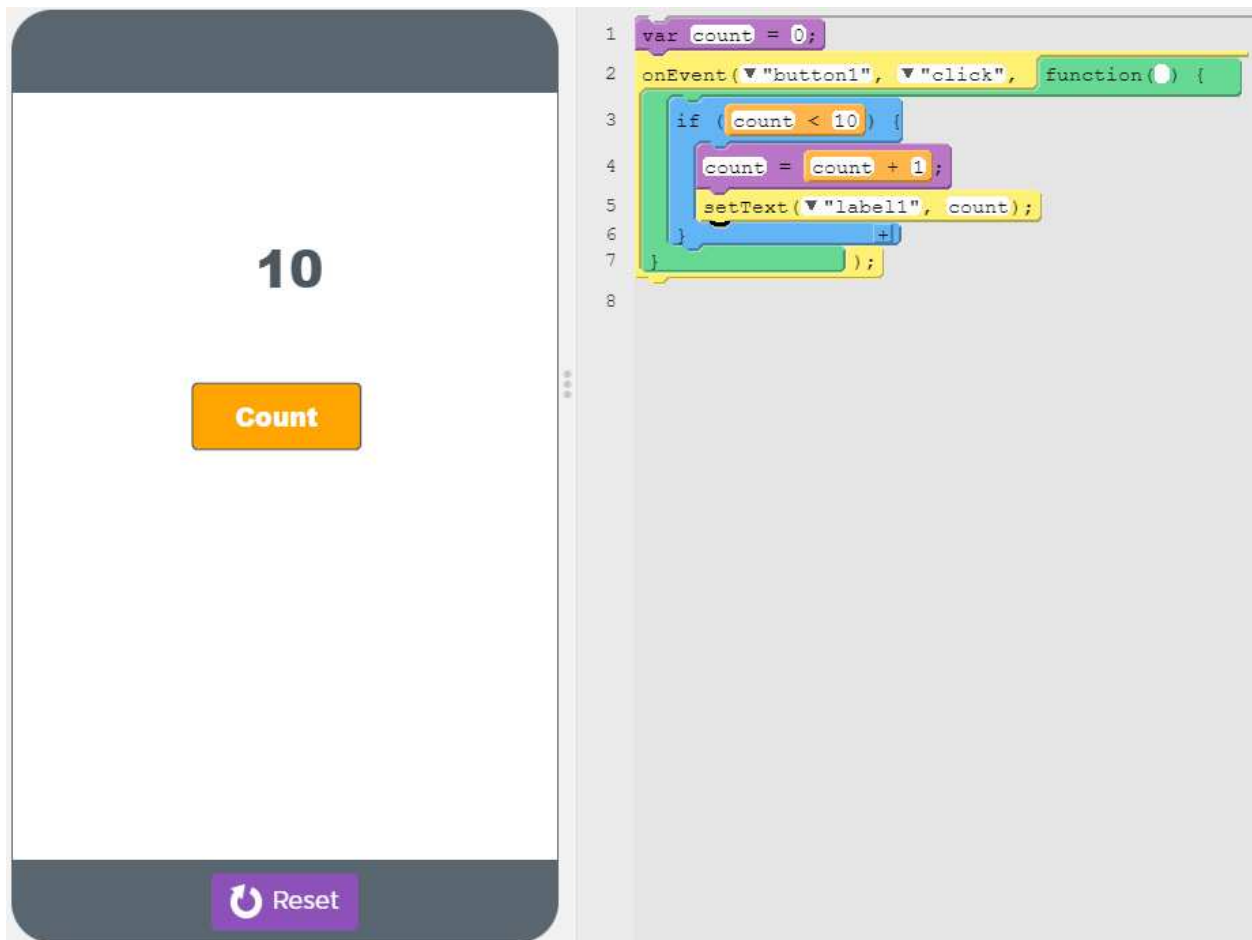 10
Count
Reset
1 var count = 0;
2 onEvent(▼"button1", ▼"click", function( ) {
3 if (count < 10) {
4 count = count + 1;
5 setText(▼"label1", count);
6 } +
7 } );
8